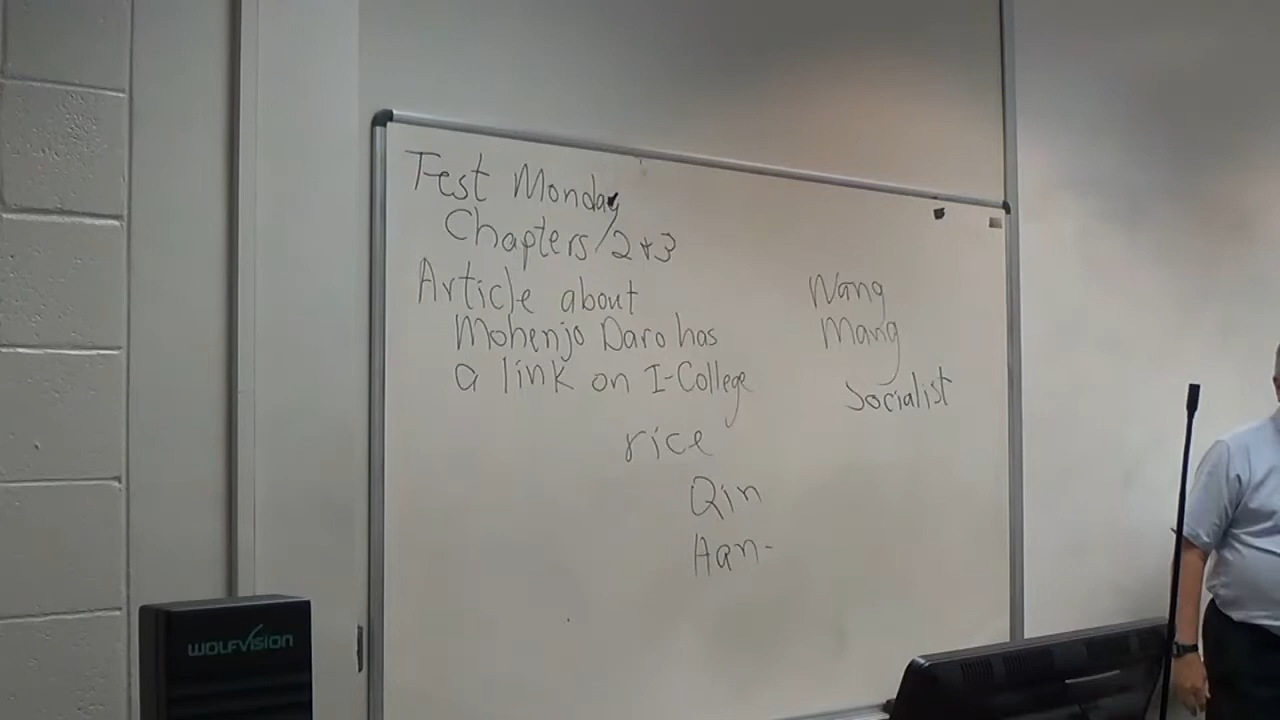 Test Monday
Chapters 2+3
Article about
Mohenjo Daro has
a link on I-College
rice
Qin
Han-
Wang
Mang
Socialist
WOLFVISION